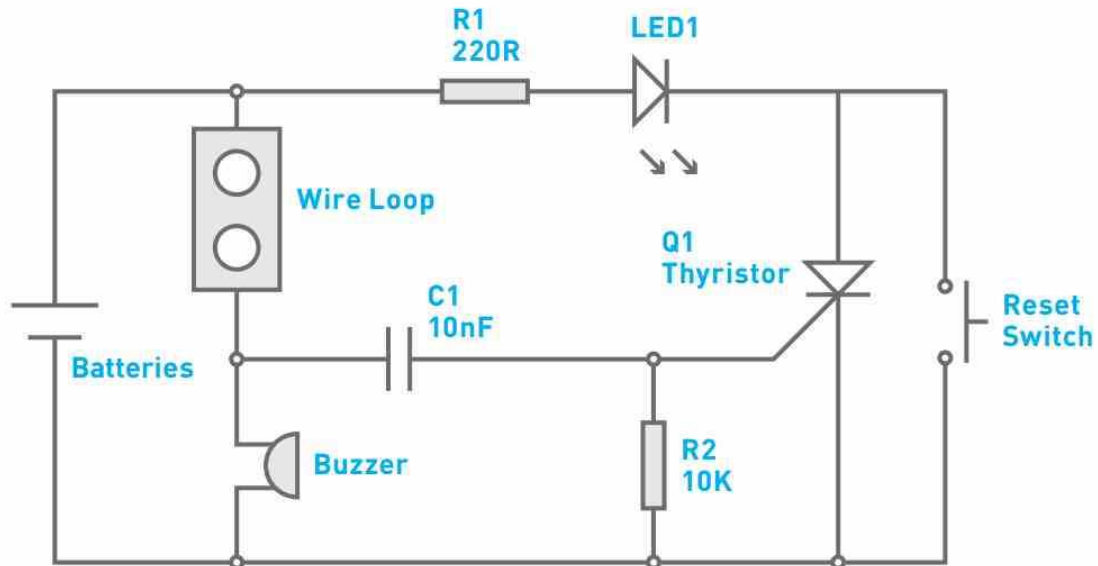 R1
220R
LED1
Wire Loop
Q1
Thyristor
C1
10nF
Reset
Switch
Batteries
R2
10K
Buzzer